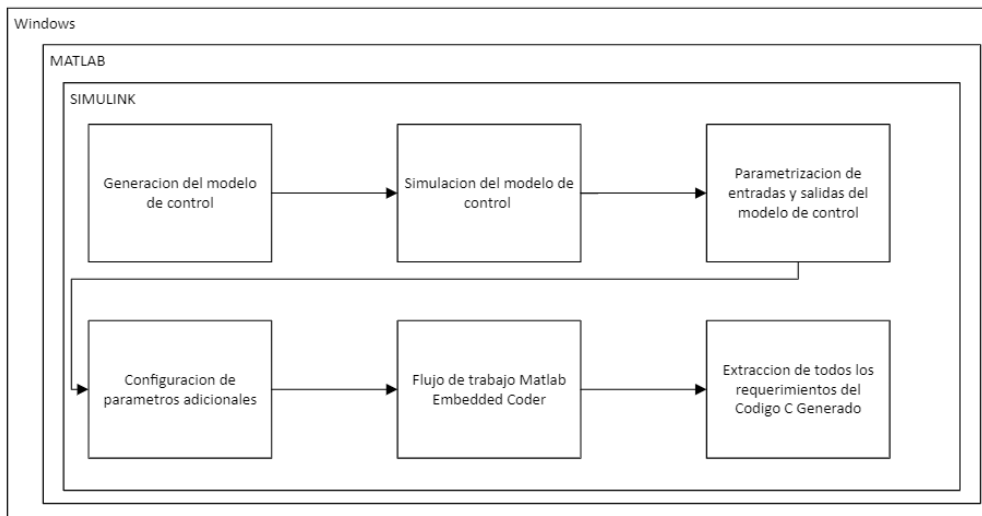 Windows
MATLAB
SIMULINK
Generacion del modelo
de control
Simulacion del modelo de
control
Parametrizacion de
entradas y salidas del
modelo de control
Configuracion de
parametros adicionales
Flujo de trabajo Matlab
Embedded Coder
Extraccion de todos los
requerimientos del
Codigo C Generado